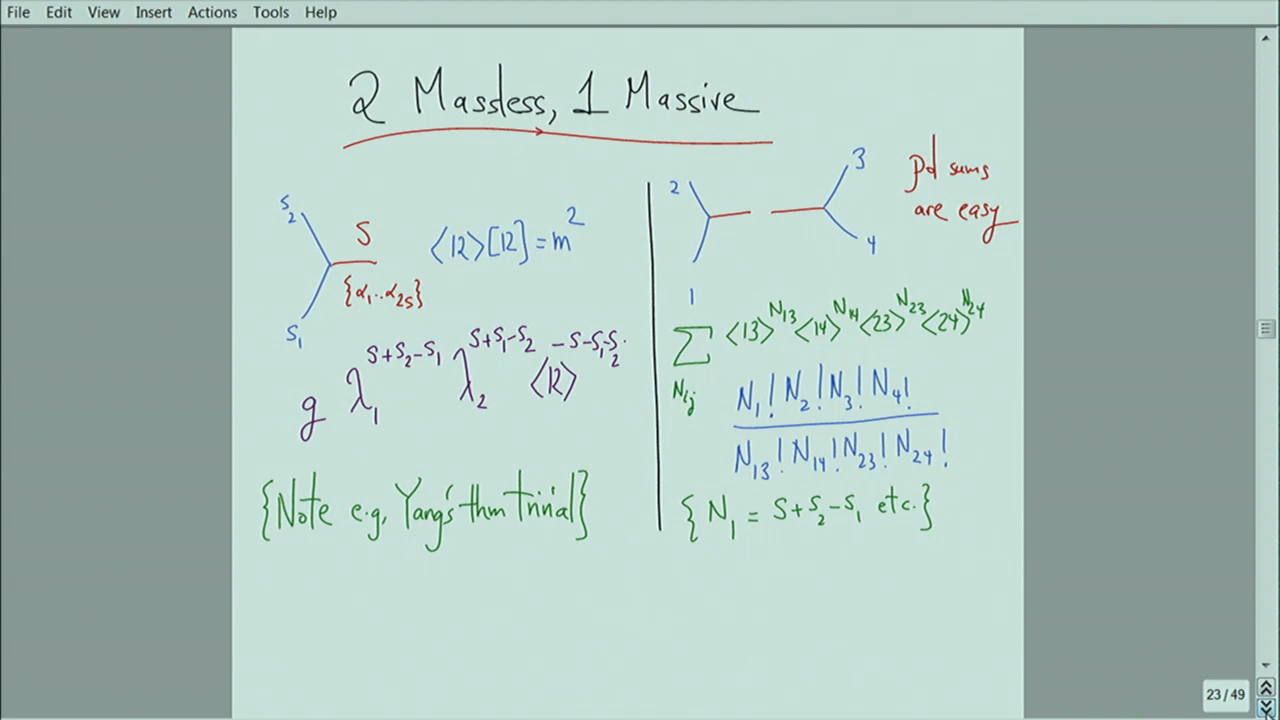 File Edit View Insert Actions Tools Help
2 Massless, 1 Massive
S₂
S
{α₁..α₂ₛ}
S₁
⟨12⟩[12] = m²
g λ₁^{S+S₂-S₁} λ₂^{S+S₁-S₂} ⟨12⟩^{-S-S₁-S₂}
{Note e.g. Yang's thm trivial}
2
3
1
4
Pol sums
are easy
Σ_{N_{ij}} ⟨13⟩^{N₁₃} ⟨14⟩^{N₁₄} ⟨23⟩^{N₂₃} ⟨24⟩^{N₂₄}
N₁! N₂! N₃! N₄!
N₁₃! N₁₄! N₂₃! N₂₄!
{N₁ = S+S₂-S₁ etc.}
23 / 49